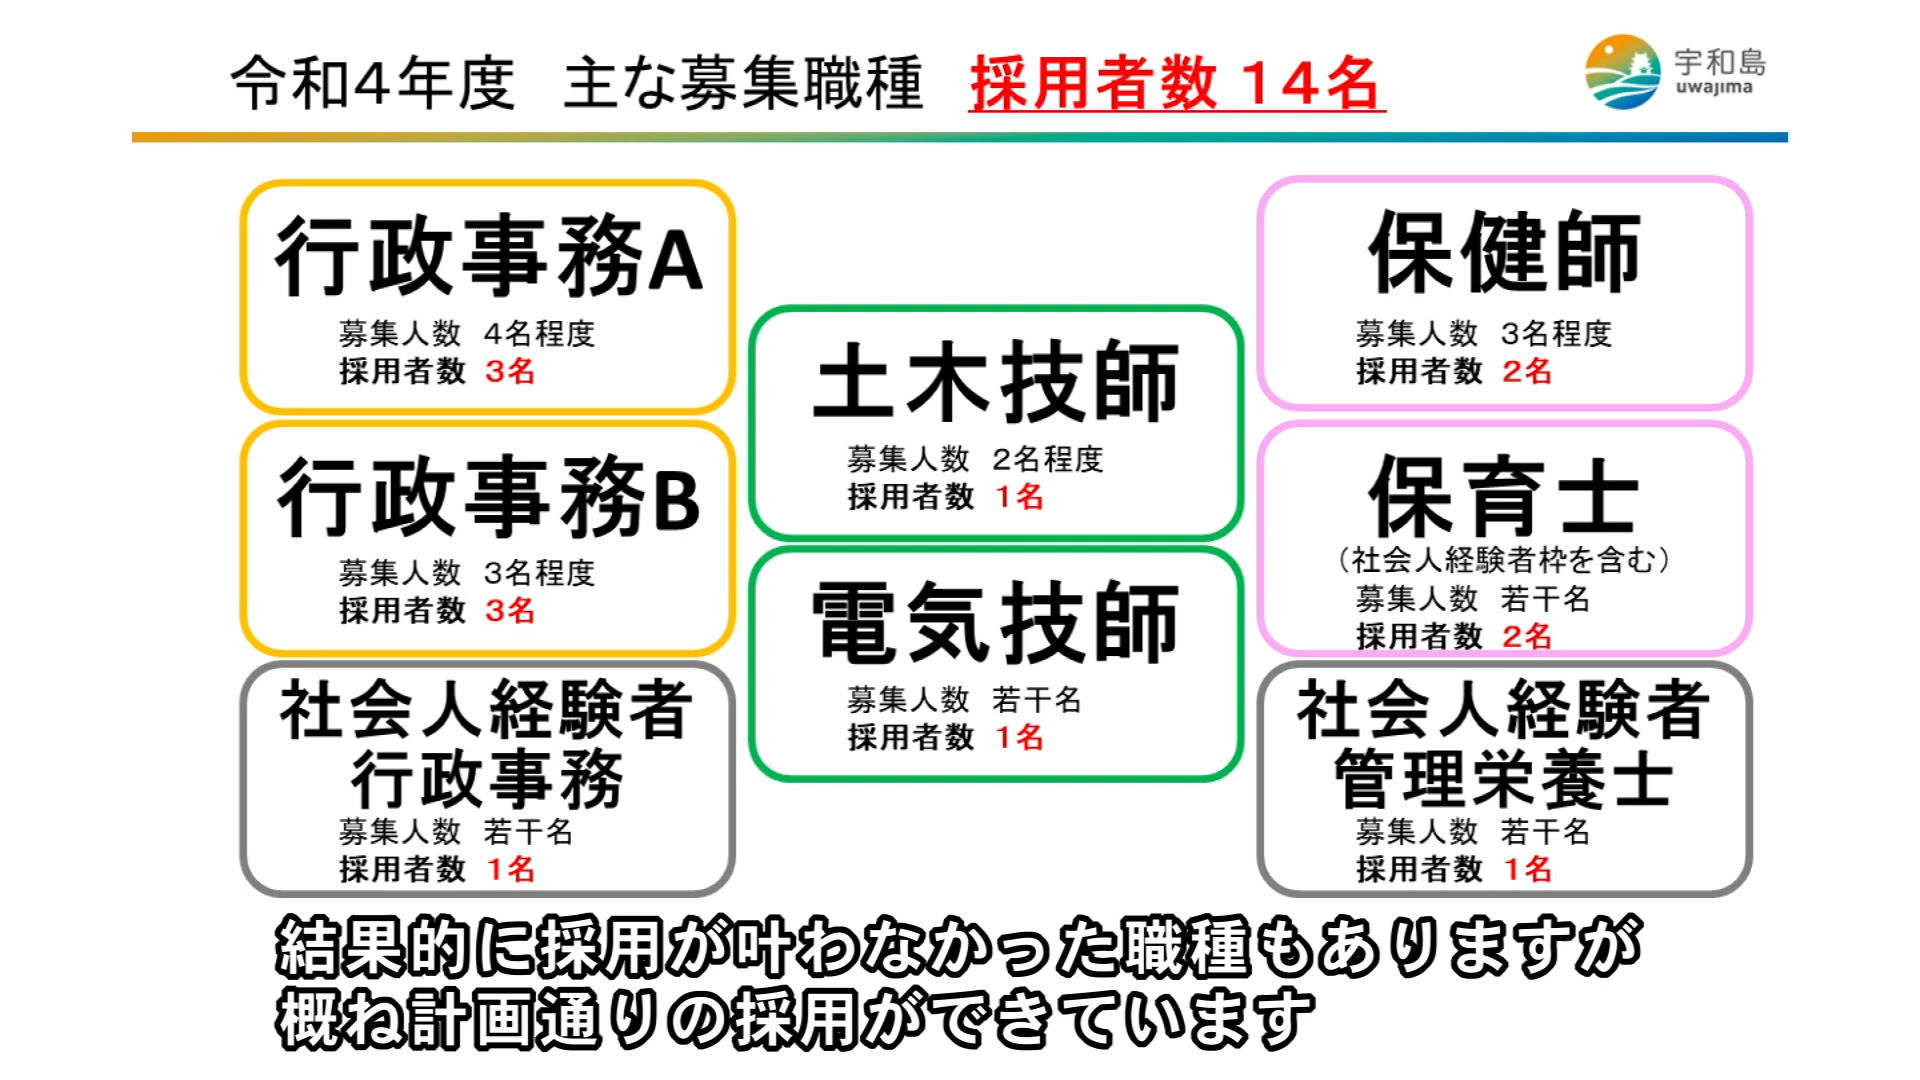 令和４年度　主な募集職種　採用者数 １４名
宇和島
uwajima
行政事務A
募集人数　4名程度
採用者数　3名
行政事務B
募集人数　3名程度
採用者数　3名
社会人経験者
行政事務
募集人数　若干名
採用者数　1名
土木技師
募集人数　2名程度
採用者数　1名
電気技師
募集人数　若干名
採用者数　1名
保健師
募集人数　3名程度
採用者数　2名
保育士
（社会人経験者枠を含む）
募集人数　若干名
採用者数　2名
社会人経験者
管理栄養士
募集人数　若干名
採用者数　1名
結果的に採用が叶わなかった職種もありますが
概ね計画通りの採用ができています